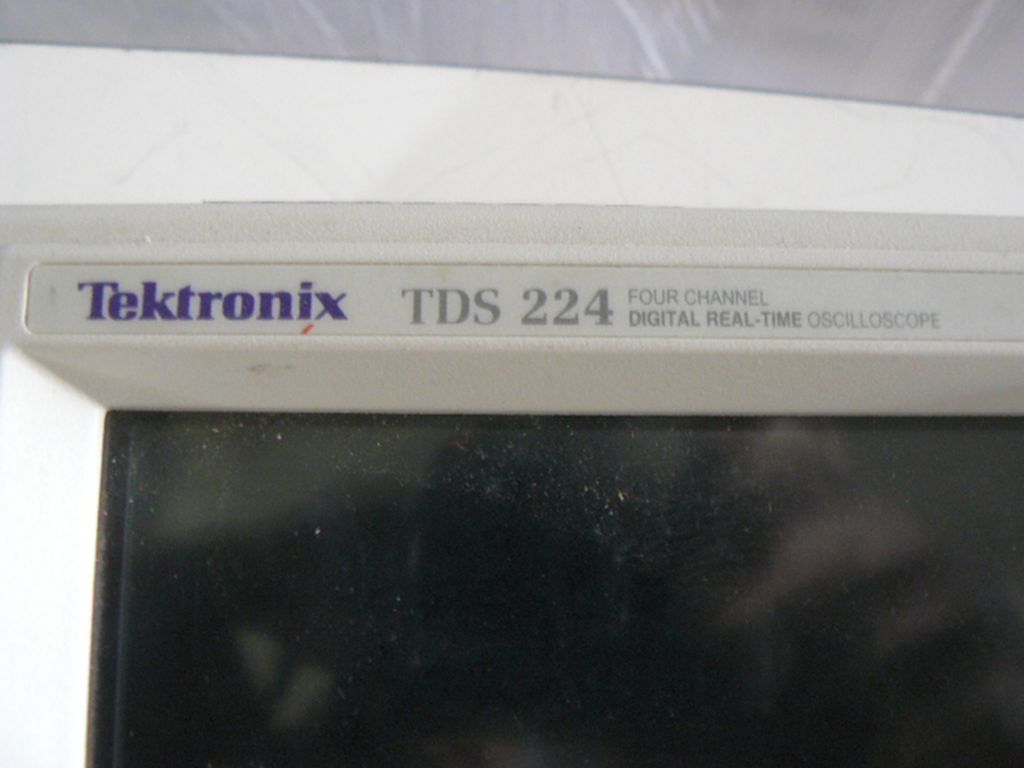 Tektronix TDS 224 FOUR CHANNEL
DIGITAL REAL-TIME OSCILLOSCOPE